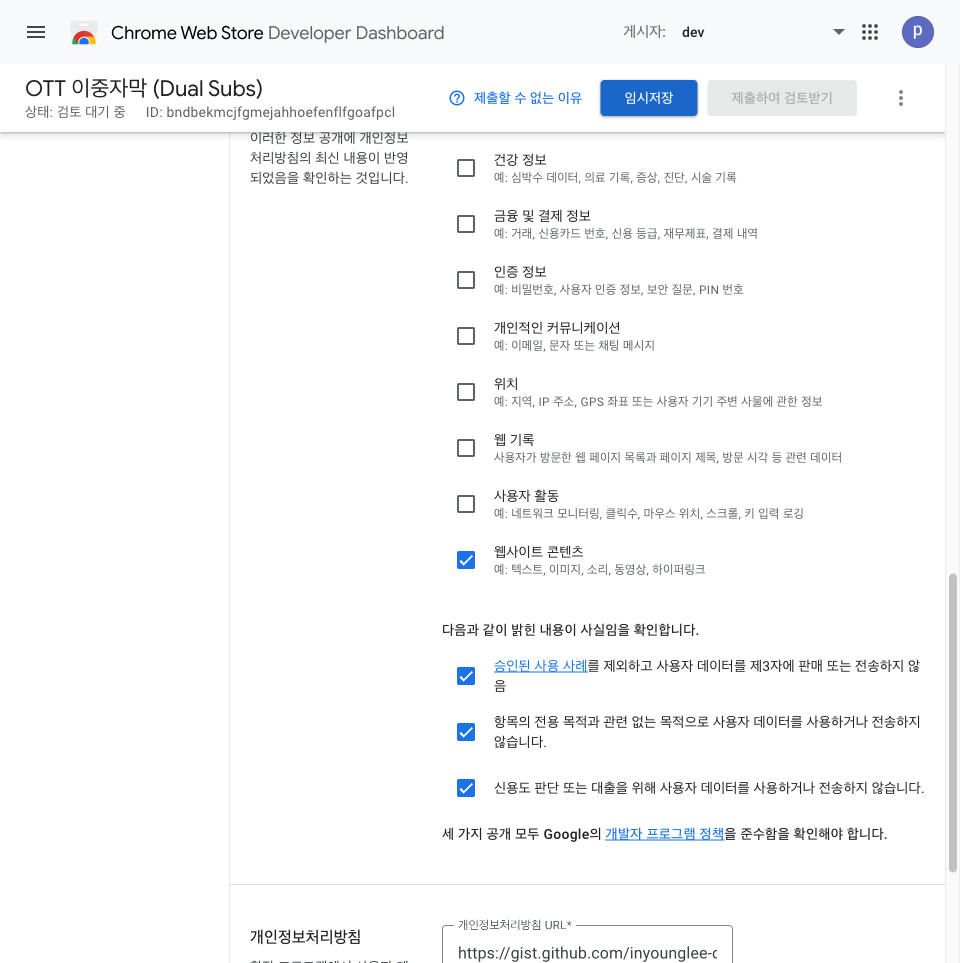 Chrome Web Store Developer Dashboard
게시자: dev
p
OTT 이중자막 (Dual Subs)
상태: 검토 대기 중 ID: bndbekmcjfgmejahhoefenflfgoafpcl
제출할 수 없는 이유
임시저장
제출하여 검토받기
이러한 정보 공개에 개인정보
처리방침의 최신 내용이 반영
되었음을 확인하는 것입니다.
건강 정보
예: 심박수 데이터, 의료 기록, 증상, 진단, 시술 기록
금융 및 결제 정보
예: 거래, 신용카드 번호, 신용 등급, 재무제표, 결제 내역
인증 정보
예: 비밀번호, 사용자 인증 정보, 보안 질문, PIN 번호
개인적인 커뮤니케이션
예: 이메일, 문자 또는 채팅 메시지
위치
예: 지역, IP 주소, GPS 좌표 또는 사용자 기기 주변 사물에 관한 정보
웹 기록
사용자가 방문한 웹 페이지 목록과 페이지 제목, 방문 시각 등 관련 데이터
사용자 활동
예: 네트워크 모니터링, 클릭수, 마우스 위치, 스크롤, 키 입력 로깅
웹사이트 콘텐츠
예: 텍스트, 이미지, 소리, 동영상, 하이퍼링크
다음과 같이 밝힌 내용이 사실임을 확인합니다.
승인된 사용 사례를 제외하고 사용자 데이터를 제3자에 판매 또는 전송하지 않
음
항목의 전용 목적과 관련 없는 목적으로 사용자 데이터를 사용하거나 전송하지
않습니다.
신용도 판단 또는 대출을 위해 사용자 데이터를 사용하거나 전송하지 않습니다.
세 가지 공개 모두 Google의 개발자 프로그램 정책을 준수함을 확인해야 합니다.
개인정보처리방침
개인정보처리방침 URL*
https://gist.github.com/inyounglee-c